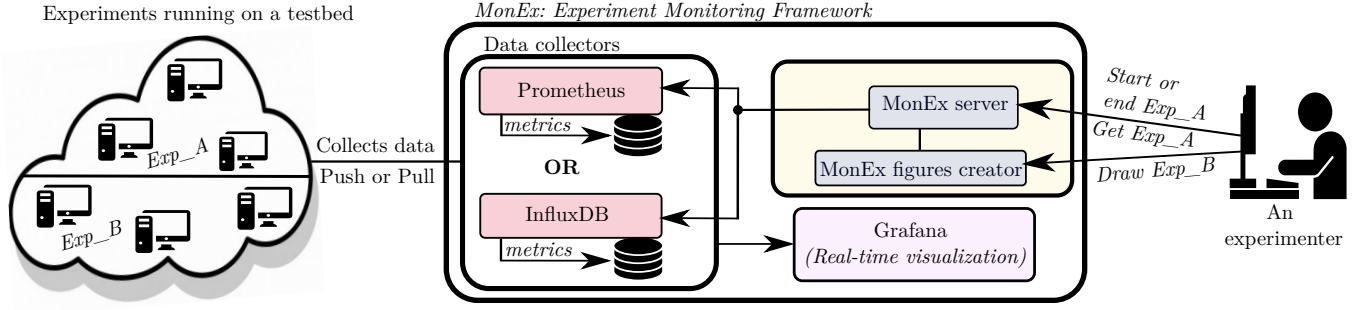 Experiments running on a testbed
MonEx: Experiment Monitoring Framework
Data collectors
Prometheus
metrics
OR
InfluxDB
metrics
Exp_A
Exp_B
Collects data
Push or Pull
MonEx server
MonEx figures creator
Grafana
(Real-time visualization)
Start or
end Exp_A
Get Exp_A
Draw Exp_B
An
experimenter